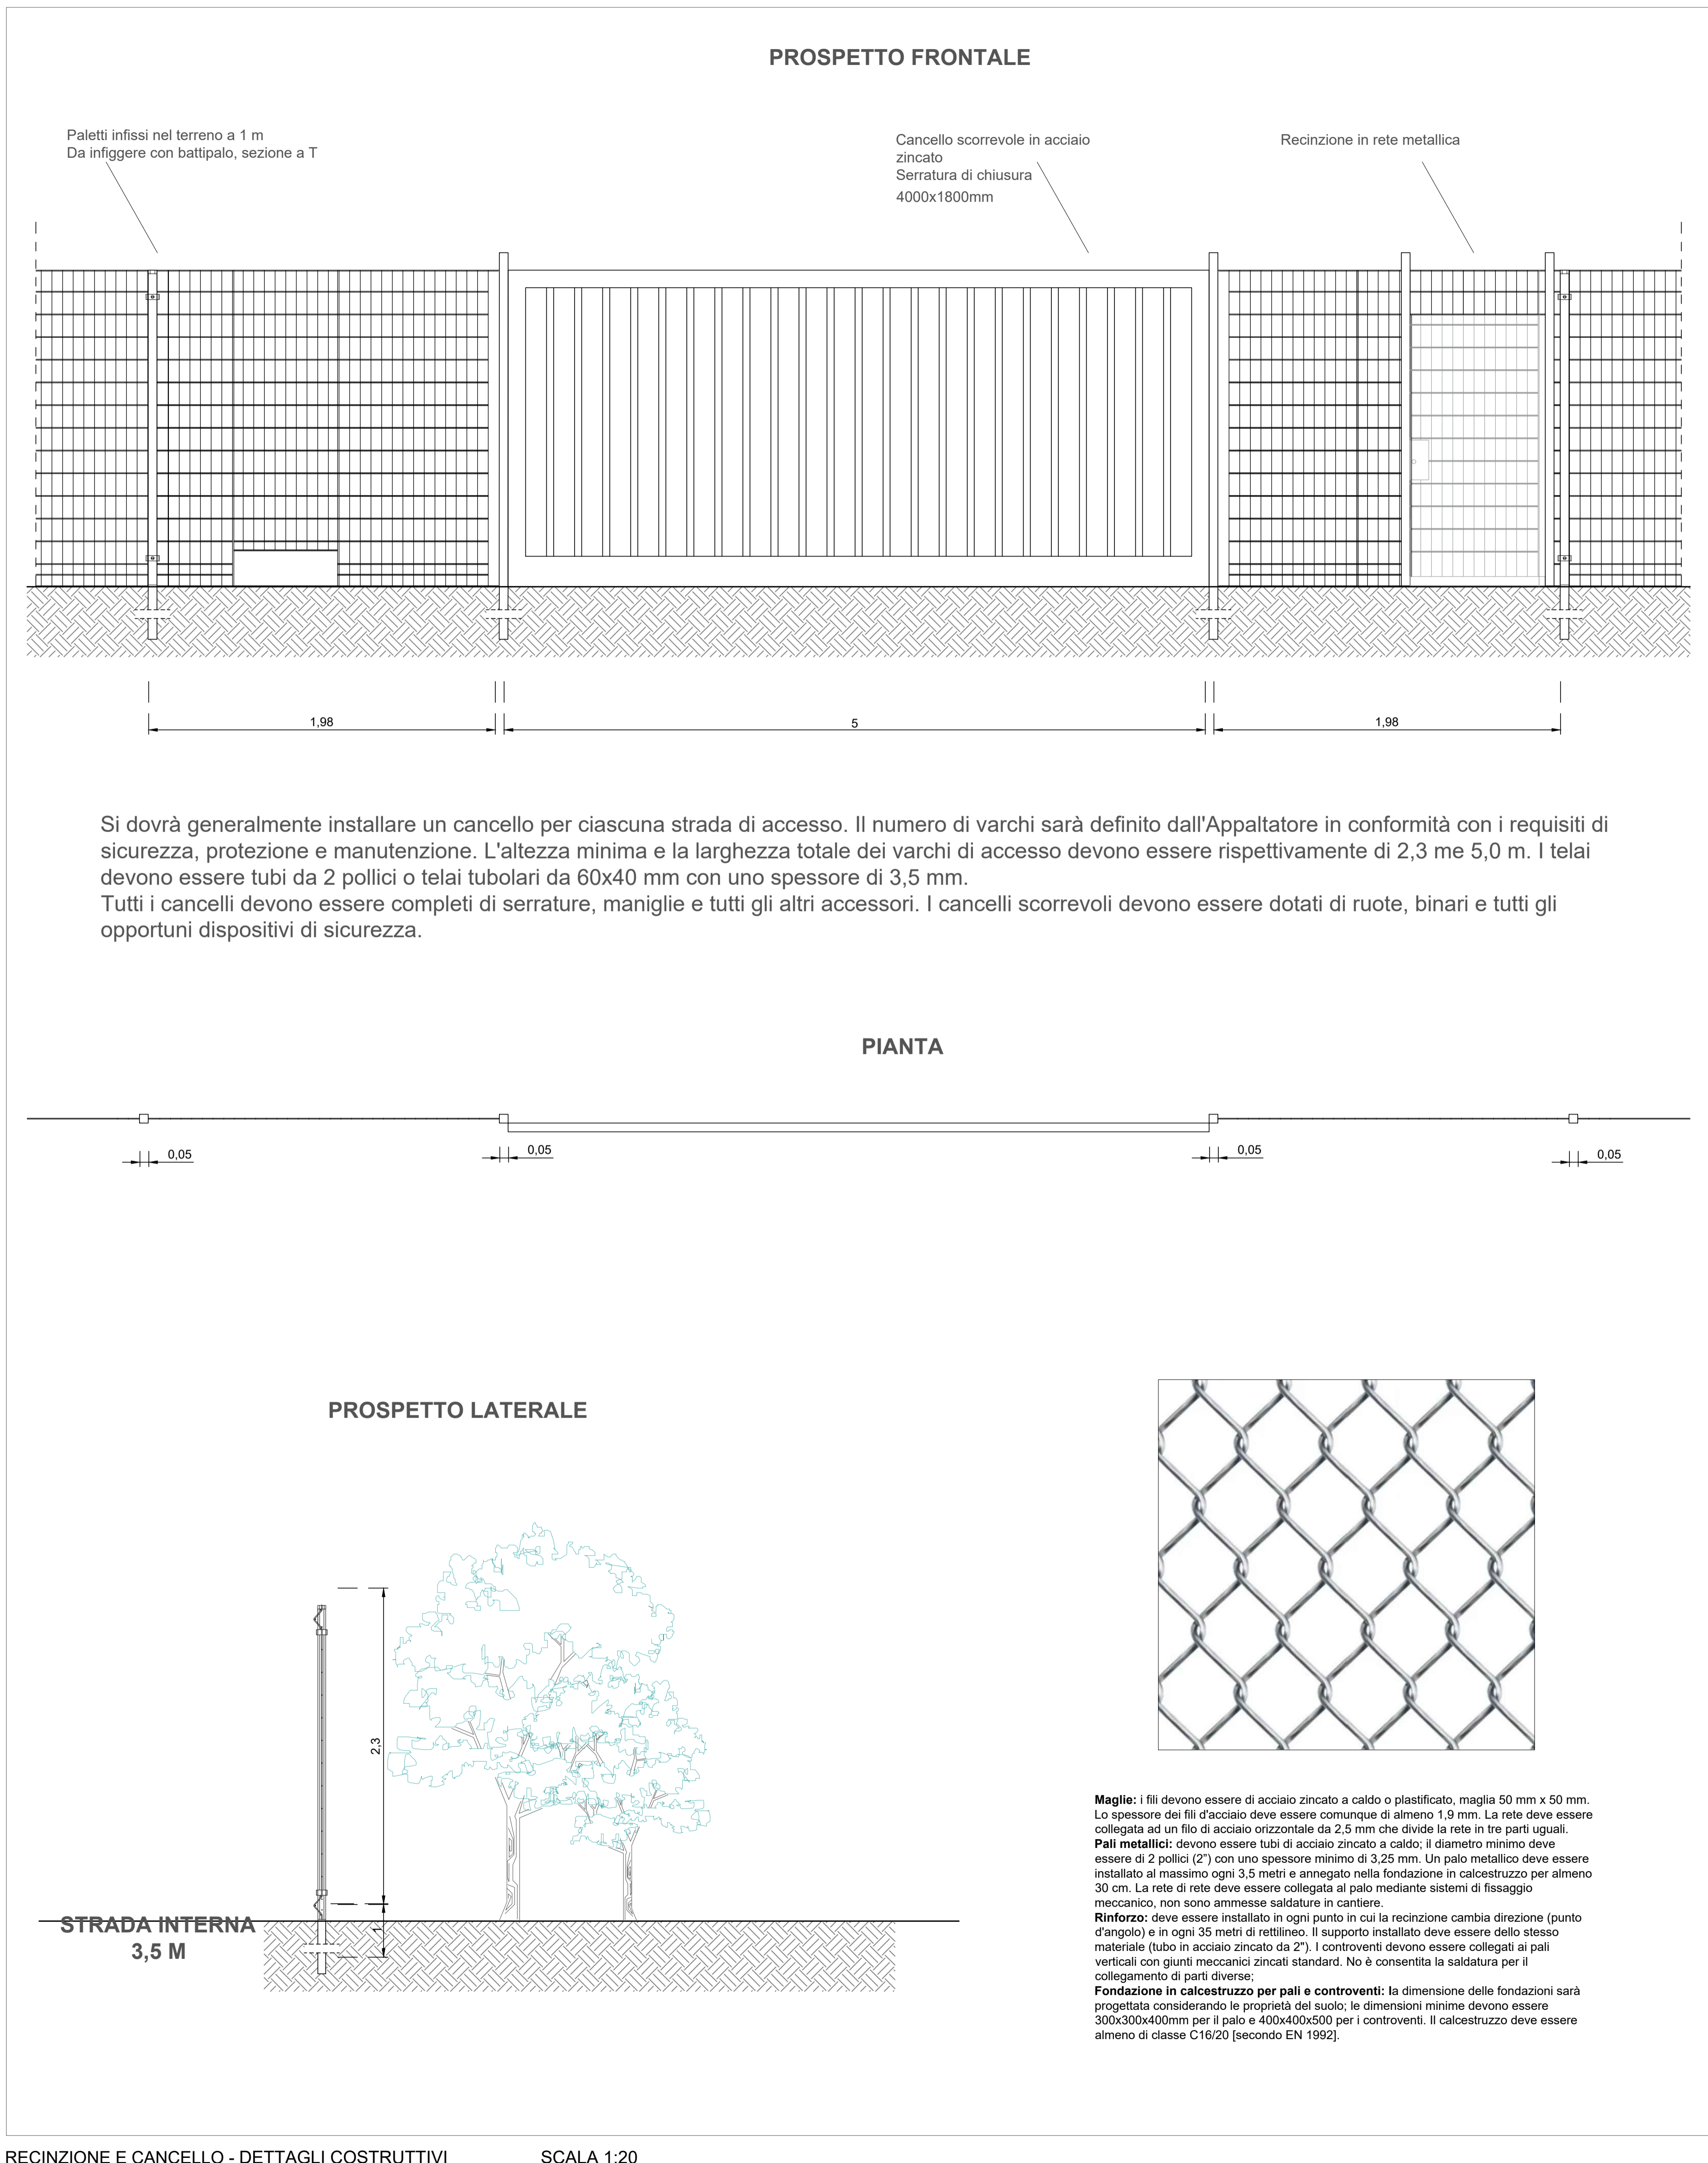 PROSPETTO FRONTALE
Paletti infissi nel terreno a 1 m
Da infiggere con battipalo, sezione a T
Cancello scorrevole in acciaio
zincato
Serratura di chiusura
4000x1800mm
Recinzione in rete metallica
1,98
5
1,98
Si dovrà generalmente installare un cancello per ciascuna strada di accesso. Il numero di varchi sarà definito dall'Appaltatore in conformità con i requisiti di
sicurezza, protezione e manutenzione. L'altezza minima e la larghezza totale dei varchi di accesso devono essere rispettivamente di 2,3 me 5,0 m. I telai
devono essere tubi da 2 pollici o telai tubolari da 60x40 mm con uno spessore di 3,5 mm.
Tutti i cancelli devono essere completi di serrature, maniglie e tutti gli altri accessori. I cancelli scorrevoli devono essere dotati di ruote, binari e tutti gli
opportuni dispositivi di sicurezza.
PIANTA
0,05
0,05
0,05
0,05
PROSPETTO LATERALE
2,3
1
STRADA INTERNA
3,5 M
Maglie: i fili devono essere di acciaio zincato a caldo o plastificato, maglia 50 mm x 50 mm.
Lo spessore dei fili d'acciaio deve essere comunque di almeno 1,9 mm. La rete deve essere
collegata ad un filo di acciaio orizzontale da 2,5 mm che divide la rete in tre parti uguali.
Pali metallici: devono essere tubi di acciaio zincato a caldo; il diametro minimo deve
essere di 2 pollici (2”) con uno spessore minimo di 3,25 mm. Un palo metallico deve essere
installato al massimo ogni 3,5 metri e annegato nella fondazione in calcestruzzo per almeno
30 cm. La rete di rete deve essere collegata al palo mediante sistemi di fissaggio
meccanico, non sono ammesse saldature in cantiere.
Rinforzo: deve essere installato in ogni punto in cui la recinzione cambia direzione (punto
d'angolo) e in ogni 35 metri di rettilineo. Il supporto installato deve essere dello stesso
materiale (tubo in acciaio zincato da 2"). I controventi devono essere collegati ai pali
verticali con giunti meccanici zincati standard. No è consentita la saldatura per il
collegamento di parti diverse;
Fondazione in calcestruzzo per pali e controventi: la dimensione delle fondazioni sarà
progettata considerando le proprietà del suolo; le dimensioni minime devono essere
300x300x400mm per il palo e 400x400x500 per i controventi. Il calcestruzzo deve essere
almeno di classe C16/20 [secondo EN 1992].
RECINZIONE E CANCELLO - DETTAGLI COSTRUTTIVI SCALA 1:20